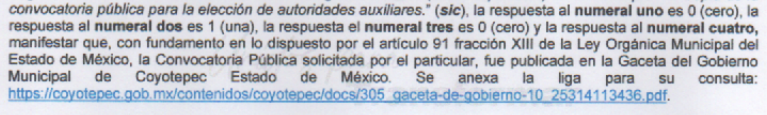 convocatoria pública para la elección de autoridades auxiliares." (sic), la respuesta al numeral uno es 0 (cero), la
respuesta al numeral dos es 1 (una), la respuesta el numeral tres es 0 (cero) y la respuesta al numeral cuatro,
manifestar que, con fundamento en lo dispuesto por el artículo 91 fracción XIII de la Ley Orgánica Municipal del
Estado de México, la Convocatoria Pública solicitada por el particular, fue publicada en la Gaceta del Gobierno
Municipal de Coyotepec Estado de México. Se anexa la liga para su consulta:
https://coyotepec.gob.mx/contenidos/coyotepec/docs/305_gaceta-de-gobierno-10_25314113436.pdf.